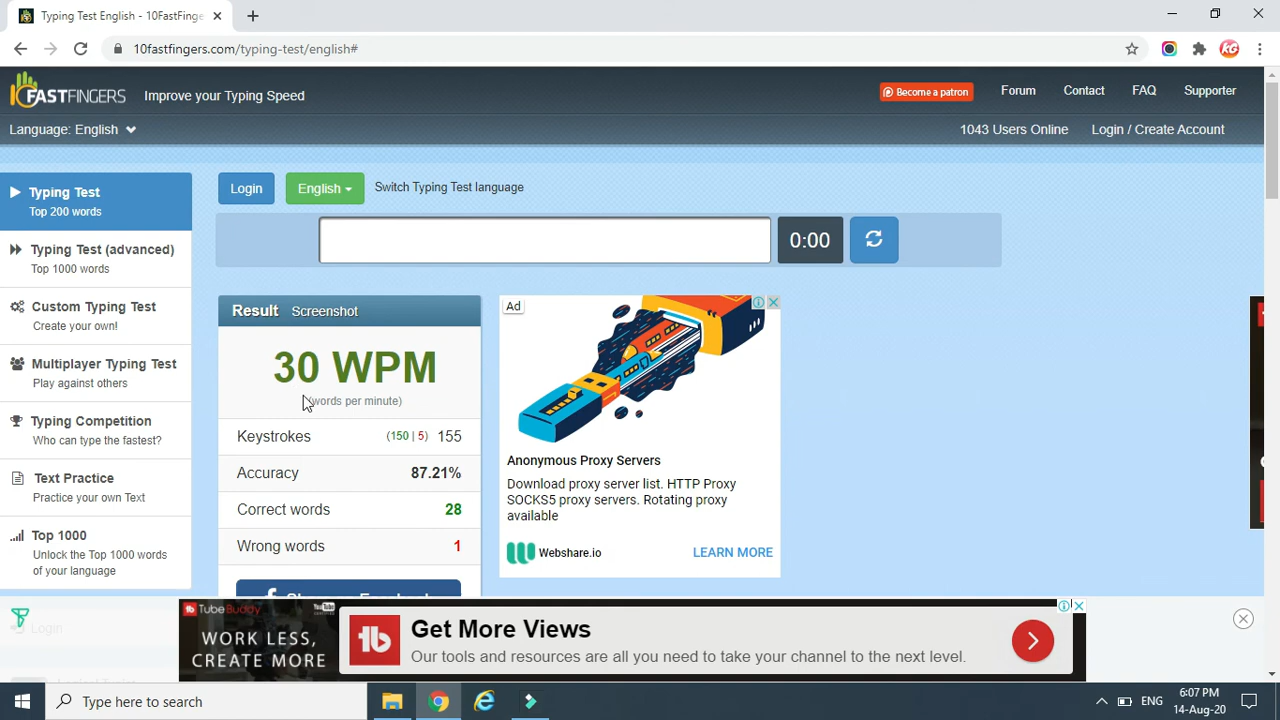 Typing Test English - 10FastFinge
10fastfingers.com/typing-test/english#
KG
FASTFINGERS
Improve your Typing Speed
Become a patron
Forum
Contact
FAQ
Supporter
Language: English
1043 Users Online
Login / Create Account
Typing Test
Top 200 words
Typing Test (advanced)
Top 1000 words
Custom Typing Test
Create your own!
Multiplayer Typing Test
Play against others
Typing Competition
Who can type the fastest?
Text Practice
Practice your own Text
Top 1000
Unlock the Top 1000 words
of your language
Login
Login
English
Switch Typing Test language
0:00
Result Screenshot
30 WPM
(words per minute)
Keystrokes (150 | 5) 155
Accuracy 87.21%
Correct words 28
Wrong words 1
Ad
Anonymous Proxy Servers
Download proxy server list. HTTP Proxy
SOCKS5 proxy servers. Rotating proxy
available
Webshare.io
LEARN MORE
TubeBuddy
WORK LESS,
CREATE MORE
tb
Get More Views
Our tools and resources are all you need to take your channel to the next level.
Type here to search
ENG
6:07 PM
14-Aug-20